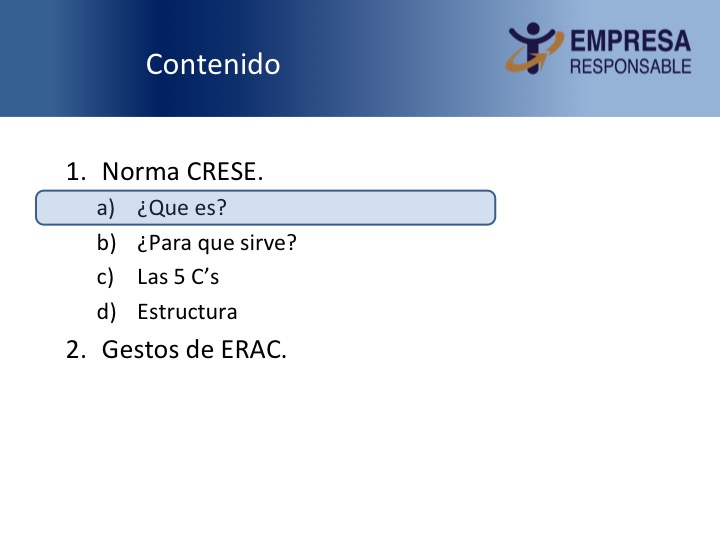 Contenido
EMPRESA
RESPONSABLE
1. Norma CRESE.
a) ¿Que es?
b) ¿Para que sirve?
c) Las 5 C’s
d) Estructura
2. Gestos de ERAC.